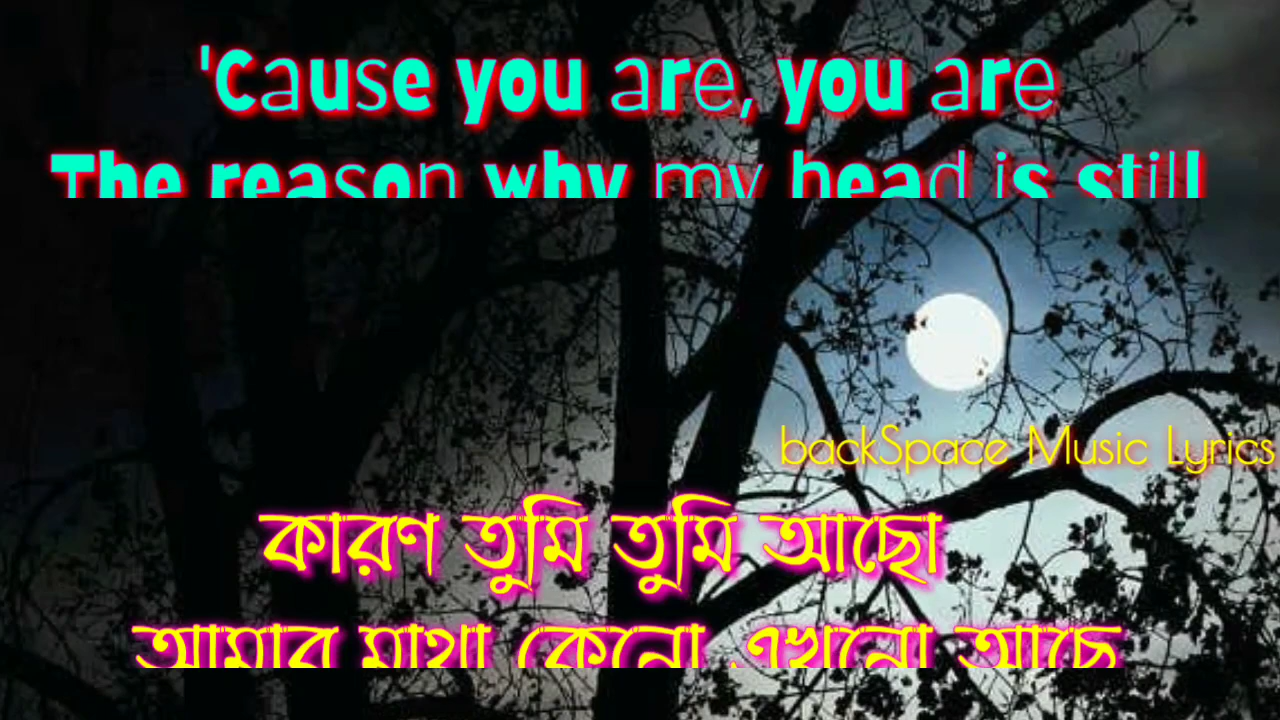 'Cause you are, you are
The reason why my head is still
backSpace Music Lyrics
কারণ তুমি তুমি আছো
আমার মাথা কেনো এখনো আছে